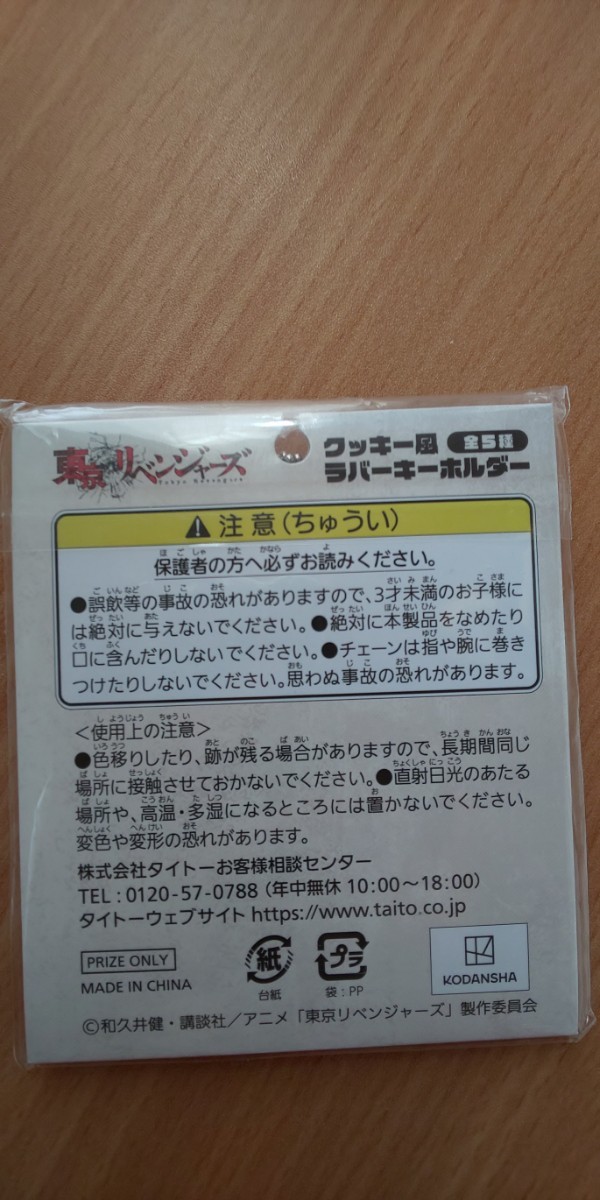 東京リベンジャーズ
Tokyo Revengers
クッキー風 全5種
ラバーキーホルダー
注意(ちゅうい)
保護者の方へ必ずお読みください。
●誤飲等の事故の恐れがありますので、3才未満のお子様に
は絶対に与えないでください。●絶対に本製品をなめたり
口に含んだりしないでください。●チェーンは指や腕に巻き
つけたりしないでください。思わぬ事故の恐れがあります。
<使用上の注意>
●色移りしたり、跡が残る場合がありますので、長期間同じ
場所に接触させておかないでください。●直射日光のあたる
場所や、高温・多湿になるところには置かないでください。
変色や変形の恐れがあります。
株式会社タイトーお客様相談センター
TEL:0120-57-0788(年中無休 10:00～18:00)
タイトーウェブサイト https://www.taito.co.jp
PRIZE ONLY
MADE IN CHINA
紙
台紙
プラ
袋:PP
KODANSHA
©和久井健・講談社/アニメ「東京リベンジャーズ」製作委員会